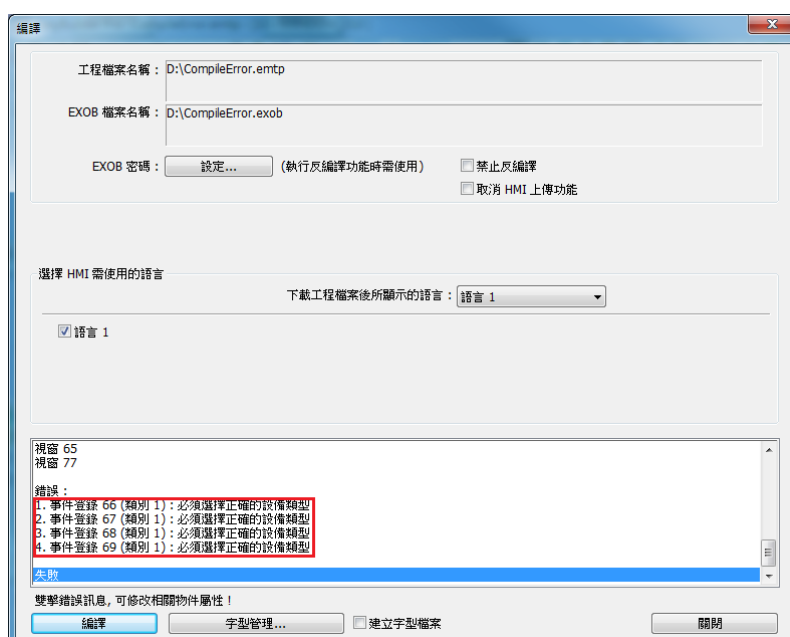 編譯
工程檔案名稱：D:\CompileError.emtp
EXOB 檔案名稱：D:\CompileError.exob
EXOB 密碼：設定... (執行反編譯功能時需使用) 禁止反編譯
取消 HMI 上傳功能
選擇 HMI 需使用的語言
下載工程檔案後所顯示的語言：語言 1
語言 1
視窗 65
視窗 77
錯誤：
1. 事件登錄 66 (類別 1)：必須選擇正確的設備類型
2. 事件登錄 67 (類別 1)：必須選擇正確的設備類型
3. 事件登錄 68 (類別 1)：必須選擇正確的設備類型
4. 事件登錄 69 (類別 1)：必須選擇正確的設備類型
失敗
雙擊錯誤訊息, 可修改相關物件屬性！
編譯 字型管理... 建立字型檔案 關閉